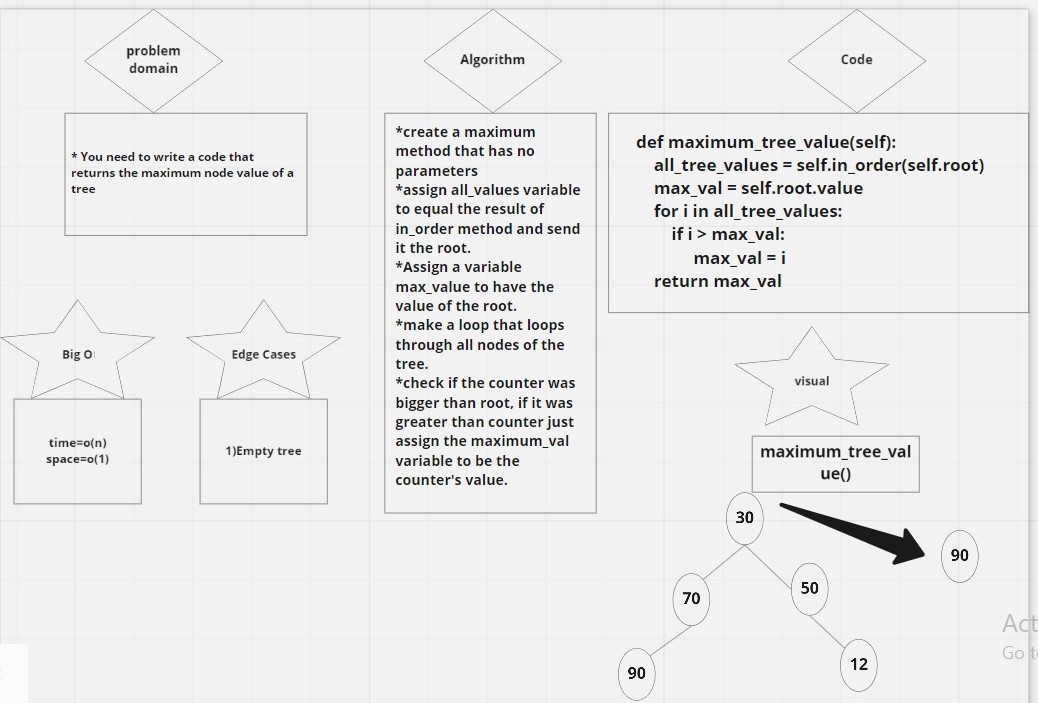 problem
domain
* You need to write a code that
returns the maximum node value of a
tree
Big O
time=o(n)
space=o(1)
Edge Cases
1)Empty tree
Algorithm
*create a maximum
method that has no
parameters
*assign all_values variable
to equal the result of
in_order method and send
it the root.
*Assign a variable
max_value to have the
value of the root.
*make a loop that loops
through all nodes of the
tree.
*check if the counter was
bigger than root, if it was
greater than counter just
assign the maximum_val
variable to be the
counter's value.
Code
def maximum_tree_value(self):
all_tree_values = self.in_order(self.root)
max_val = self.root.value
for i in all_tree_values:
if i > max_val:
max_val = i
return max_val
visual
maximum_tree_val
ue()
30
90
70
50
90
12
Act
Go t